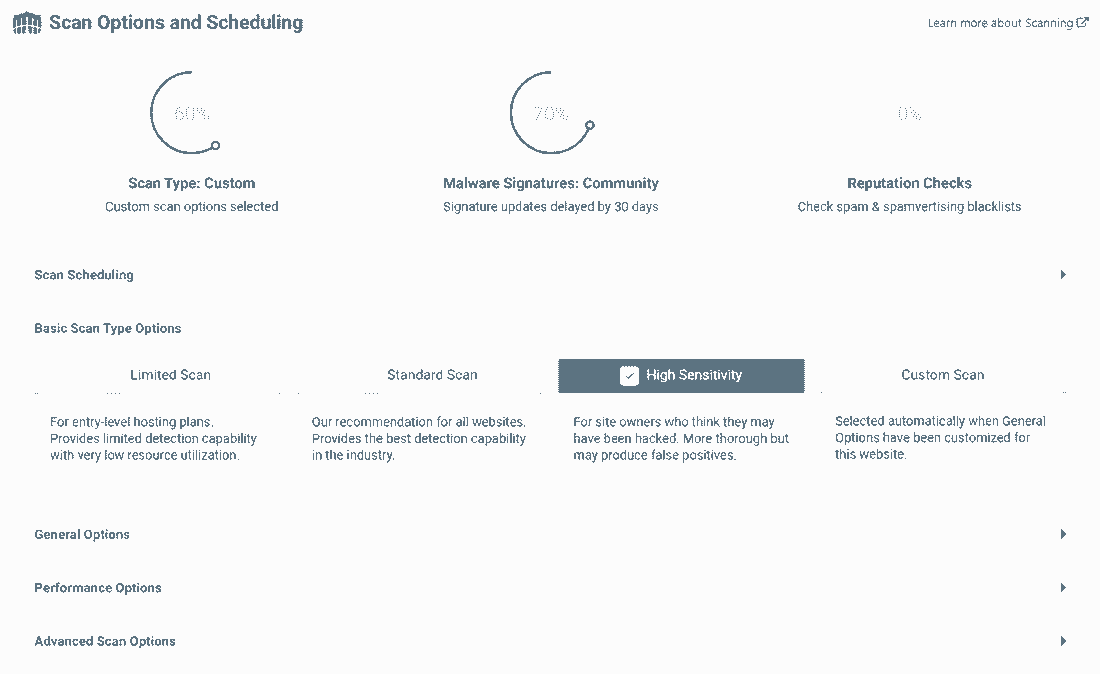 Scan Options and Scheduling
Learn more about Scanning
60%
70%
0%
Scan Type: Custom
Malware Signatures: Community
Reputation Checks
Custom scan options selected
Signature updates delayed by 30 days
Check spam & spamvertising blacklists
Scan Scheduling
Basic Scan Type Options
Limited Scan
Standard Scan
High Sensitivity
Custom Scan
For entry-level hosting plans.
Provides limited detection capability
with very low resource utilization.
Our recommendation for all websites.
Provides the best detection capability
in the industry.
For site owners who think they may
have been hacked. More thorough but
may produce false positives.
Selected automatically when General
Options have been customized for
this website.
General Options
Performance Options
Advanced Scan Options